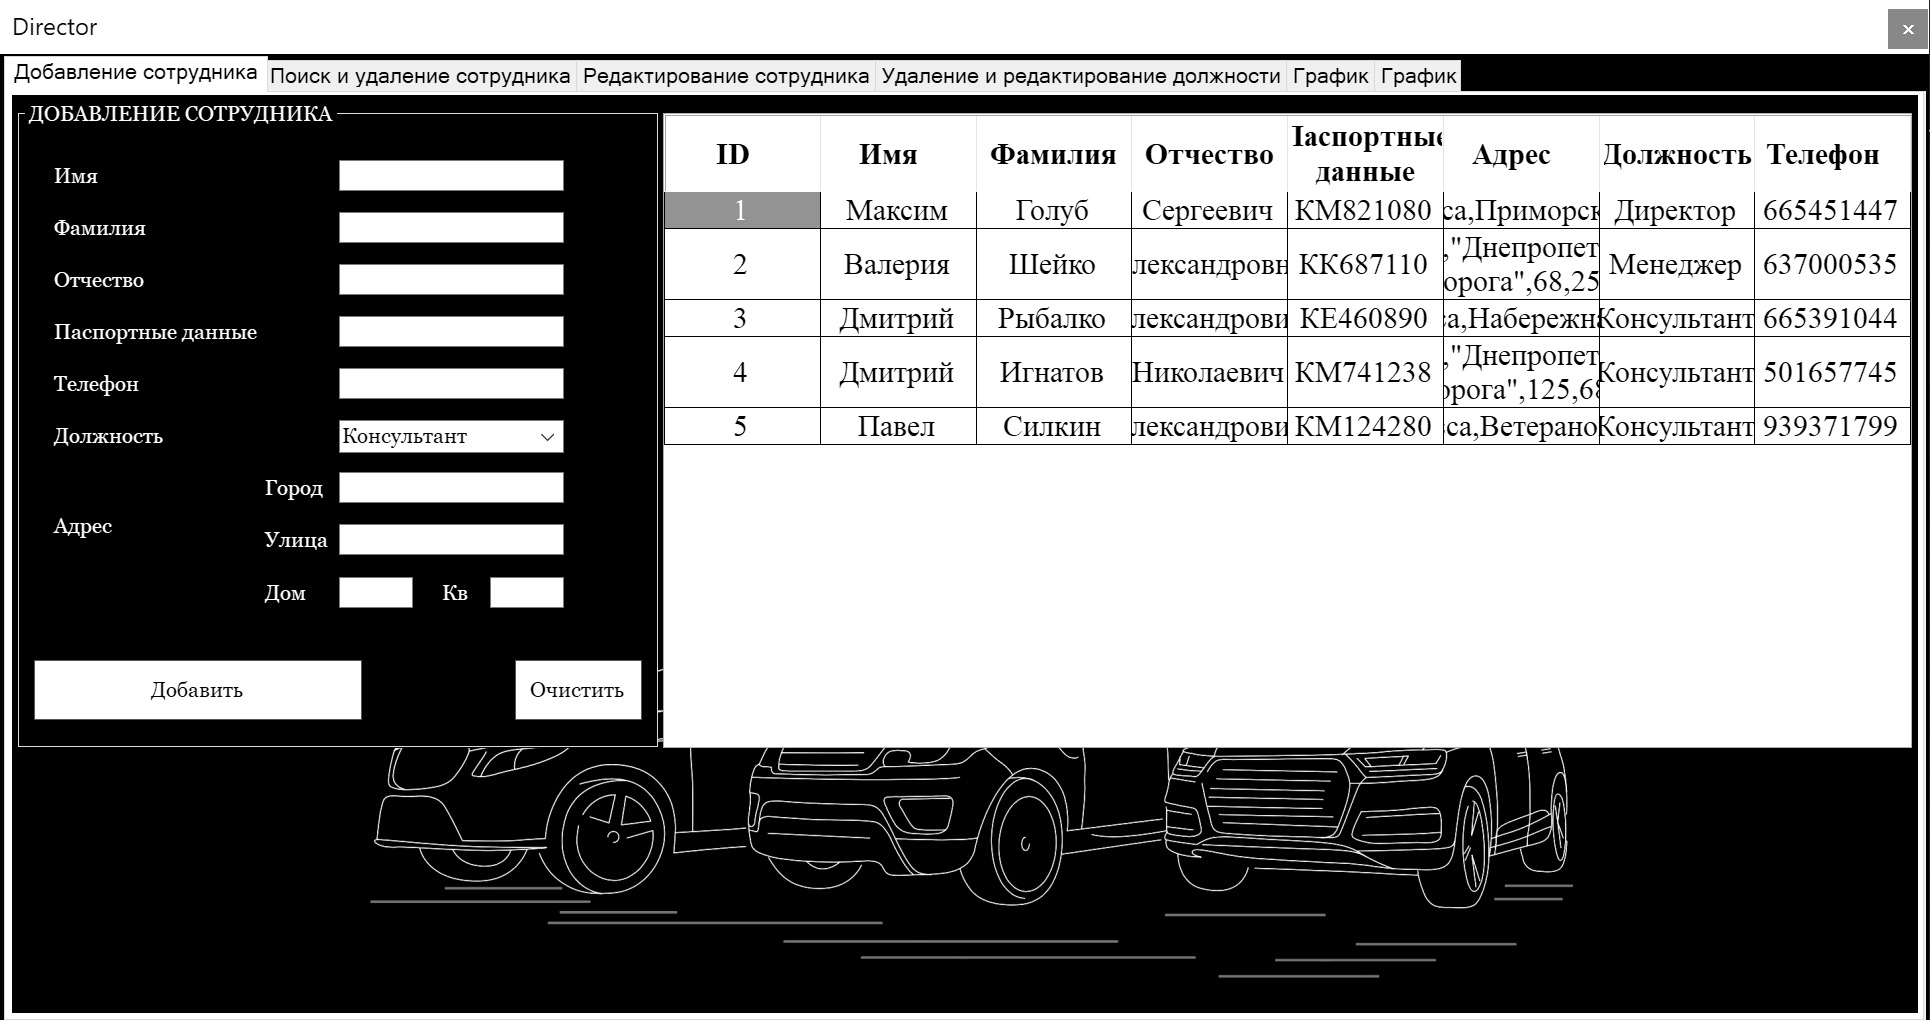 Director
Добавление сотрудника Поиск и удаление сотрудника Редактирование сотрудника Удаление и редактирование должности График График
ДОБАВЛЕНИЕ СОТРУДНИКА
Имя
Фамилия
Отчество
Паспортные данные
Телефон
Должность Консультант
Адрес
Город
Улица
Дом Кв
Добавить Очистить
ID Имя Фамилия Отчество Паспортные данные Адрес Должность Телефон
1 Максим Голуб Сергеевич КМ821080 са,Приморск Директор 665451447
2 Валерия Шейко лександровн КК687110 ,"Днепропет Менеджер 637000535
орога",68,25
3 Дмитрий Рыбалко лександрови КЕ460890 а,Набережна Консультант 665391044
4 Дмитрий Игнатов Николаевич КМ741238 ,"Днепропет Консультант 501657745
орога",125,68
5 Павел Силкин лександрови КМ124280 са,Ветерано Консультант 939371799